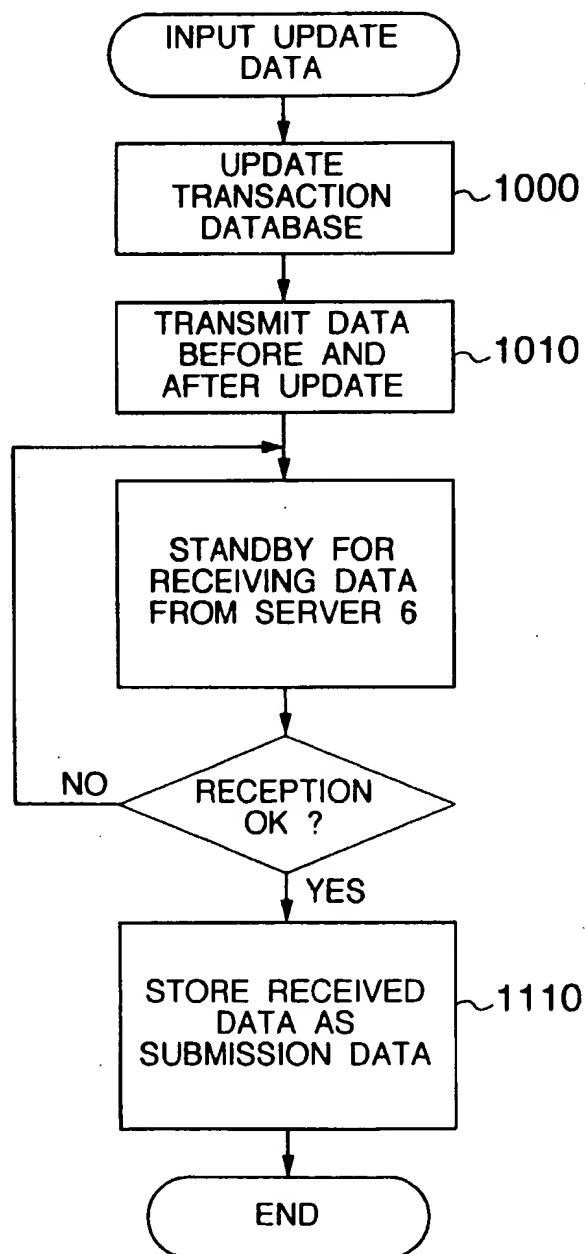 INPUT UPDATE
DATA
UPDATE
TRANSACTION
DATABASE
1000
TRANSMIT DATA
BEFORE AND
AFTER UPDATE
1010
STANDBY FOR
RECEIVING DATA
FROM SERVER 6
NO
RECEPTION
OK ?
YES
STORE RECEIVED
DATA AS
SUBMISSION DATA
1110
END